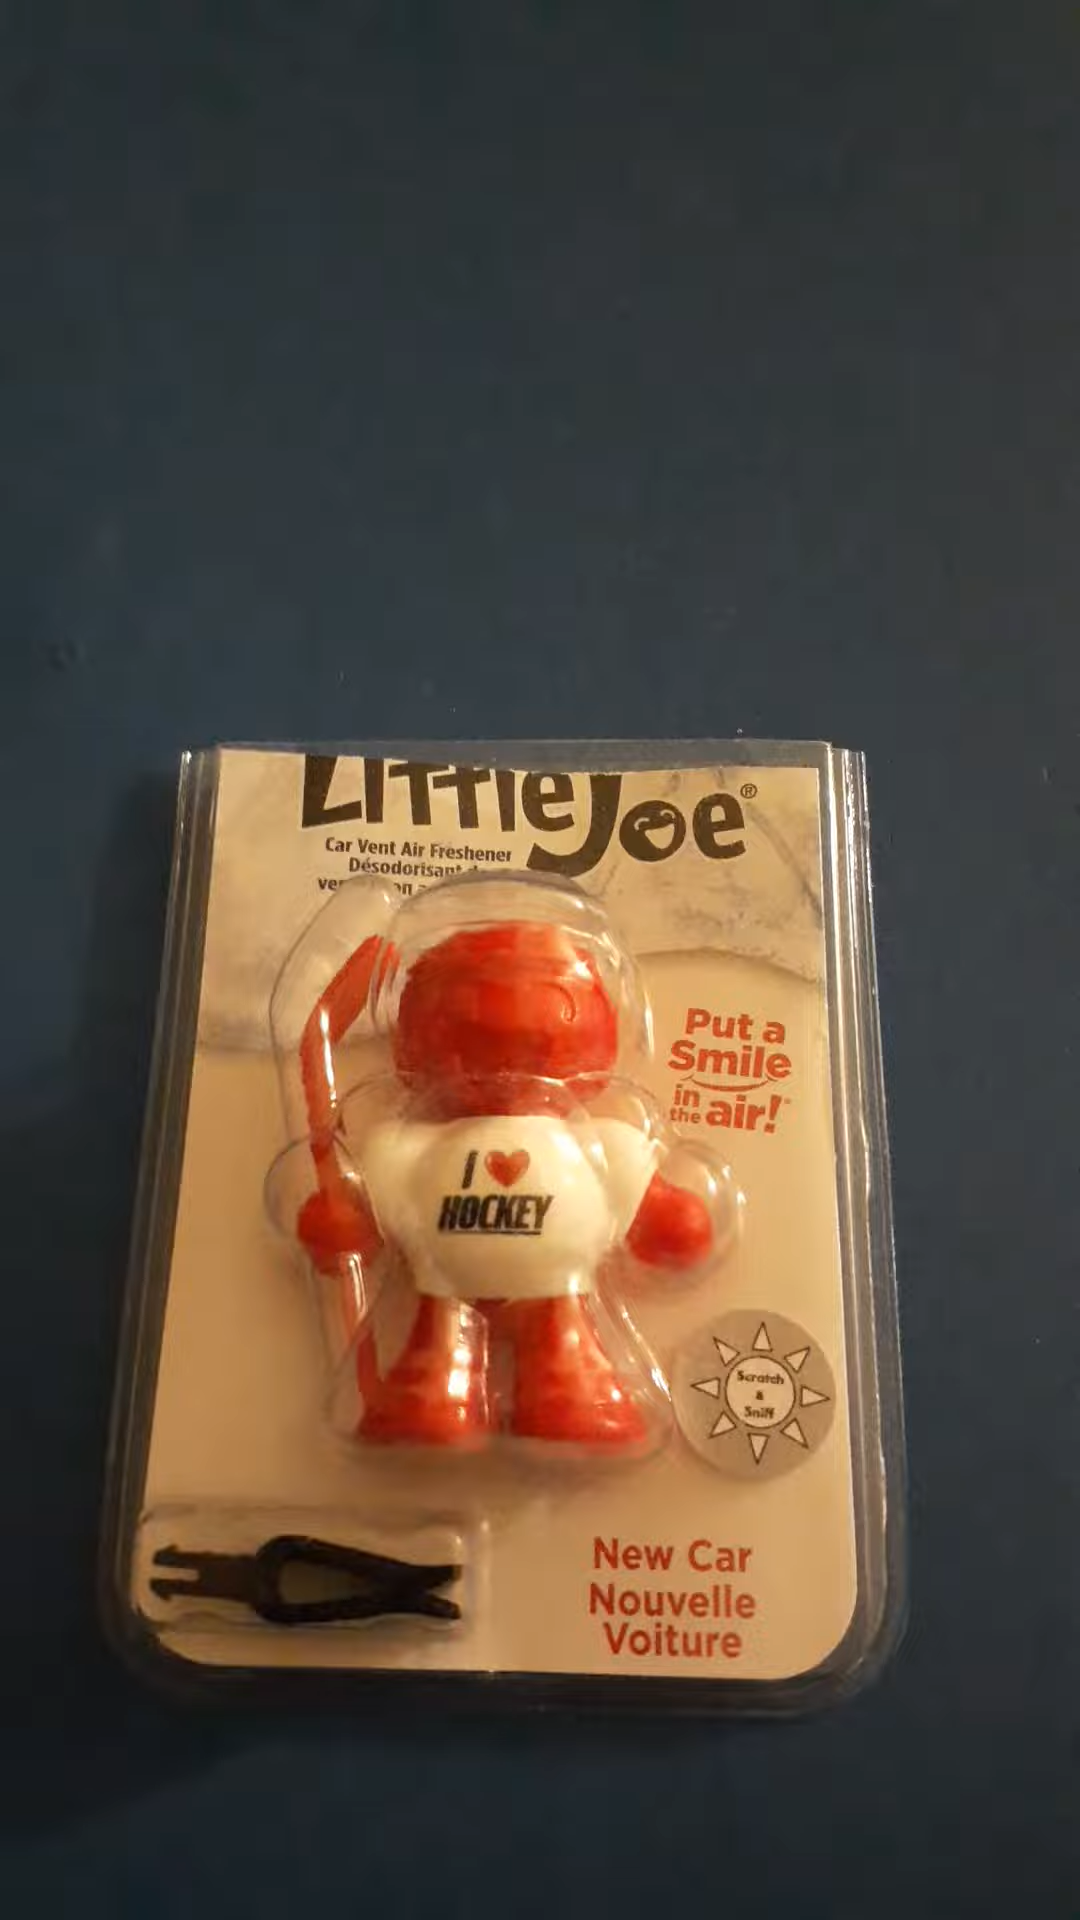 Little Joe®
Car Vent Air Freshener
Désodorisant
Put a
Smile
in the air!
I ♥
HOCKEY
Scratch
&
Sniff
New Car
Nouvelle
Voiture